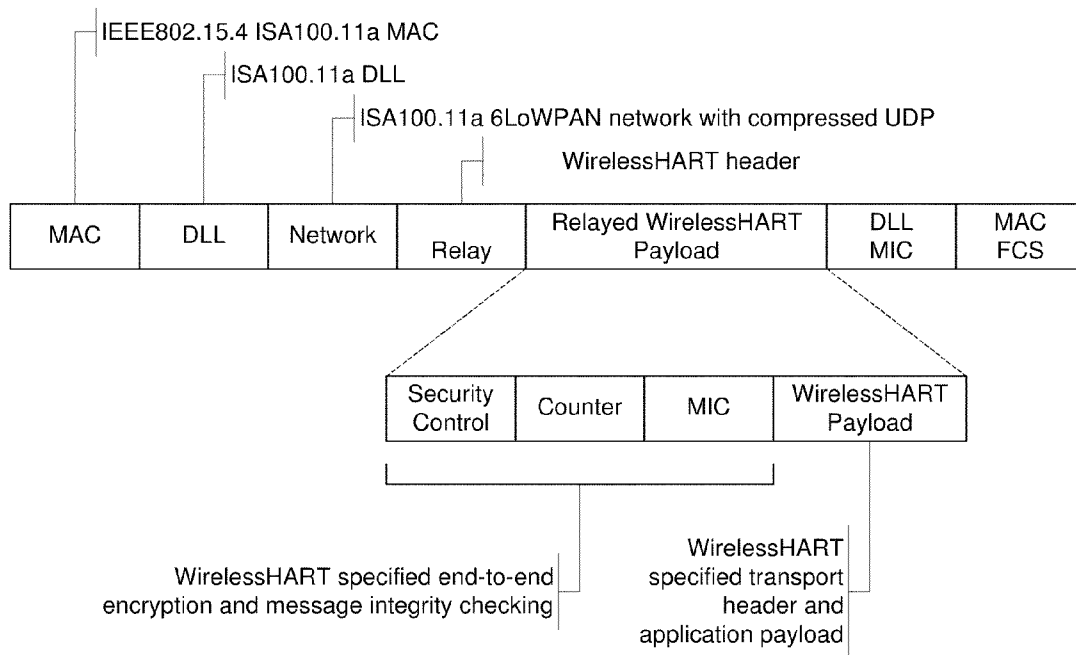 IEEE802.15.4 ISA100.11a MAC
ISA100.11a DLL
ISA100.11a 6LoWPAN network with compressed UDP
WirelessHART header
MAC
DLL
Network
Relay
Relayed WirelessHART
Payload
DLL
MIC
MAC
FCS
Security
Control
Counter
MIC
WirelessHART
Payload
WirelessHART specified end-to-end
encryption and message integrity checking
WirelessHART
specified transport
header and
application payload